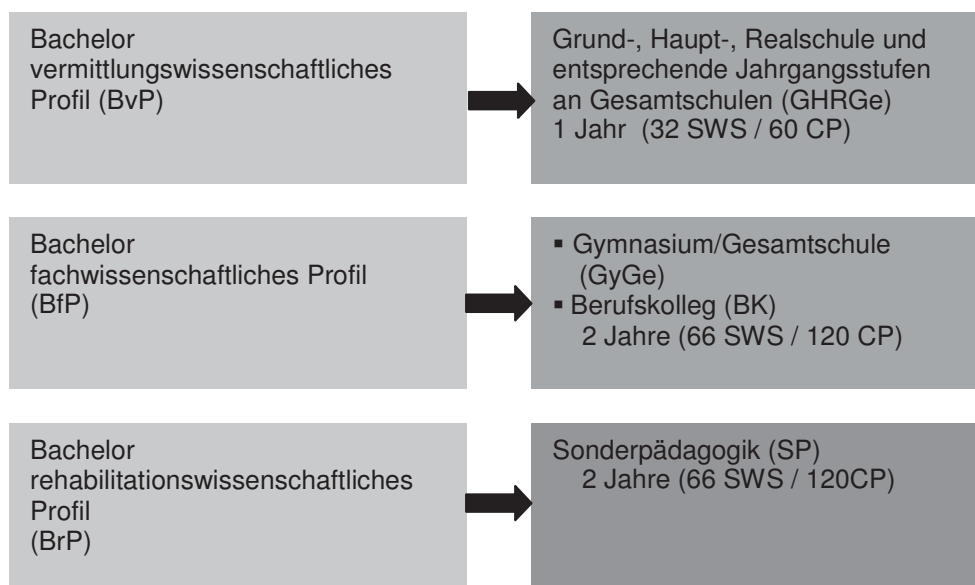 Bachelor
vermittlungswissenschaftliches
Profil (BvP)
Grund-, Haupt-, Realschule und
entsprechende Jahrgangsstufen
an Gesamtschulen (GHRGe)
1 Jahr (32 SWS / 60 CP)
Bachelor
fachwissenschaftliches Profil
(BfP)
▪ Gymnasium/Gesamtschule
(GyGe)
▪ Berufskolleg (BK)
2 Jahre (66 SWS / 120 CP)
Bachelor
rehabilitationswissenschaftliches
Profil
(BrP)
Sonderpädagogik (SP)
2 Jahre (66 SWS / 120CP)